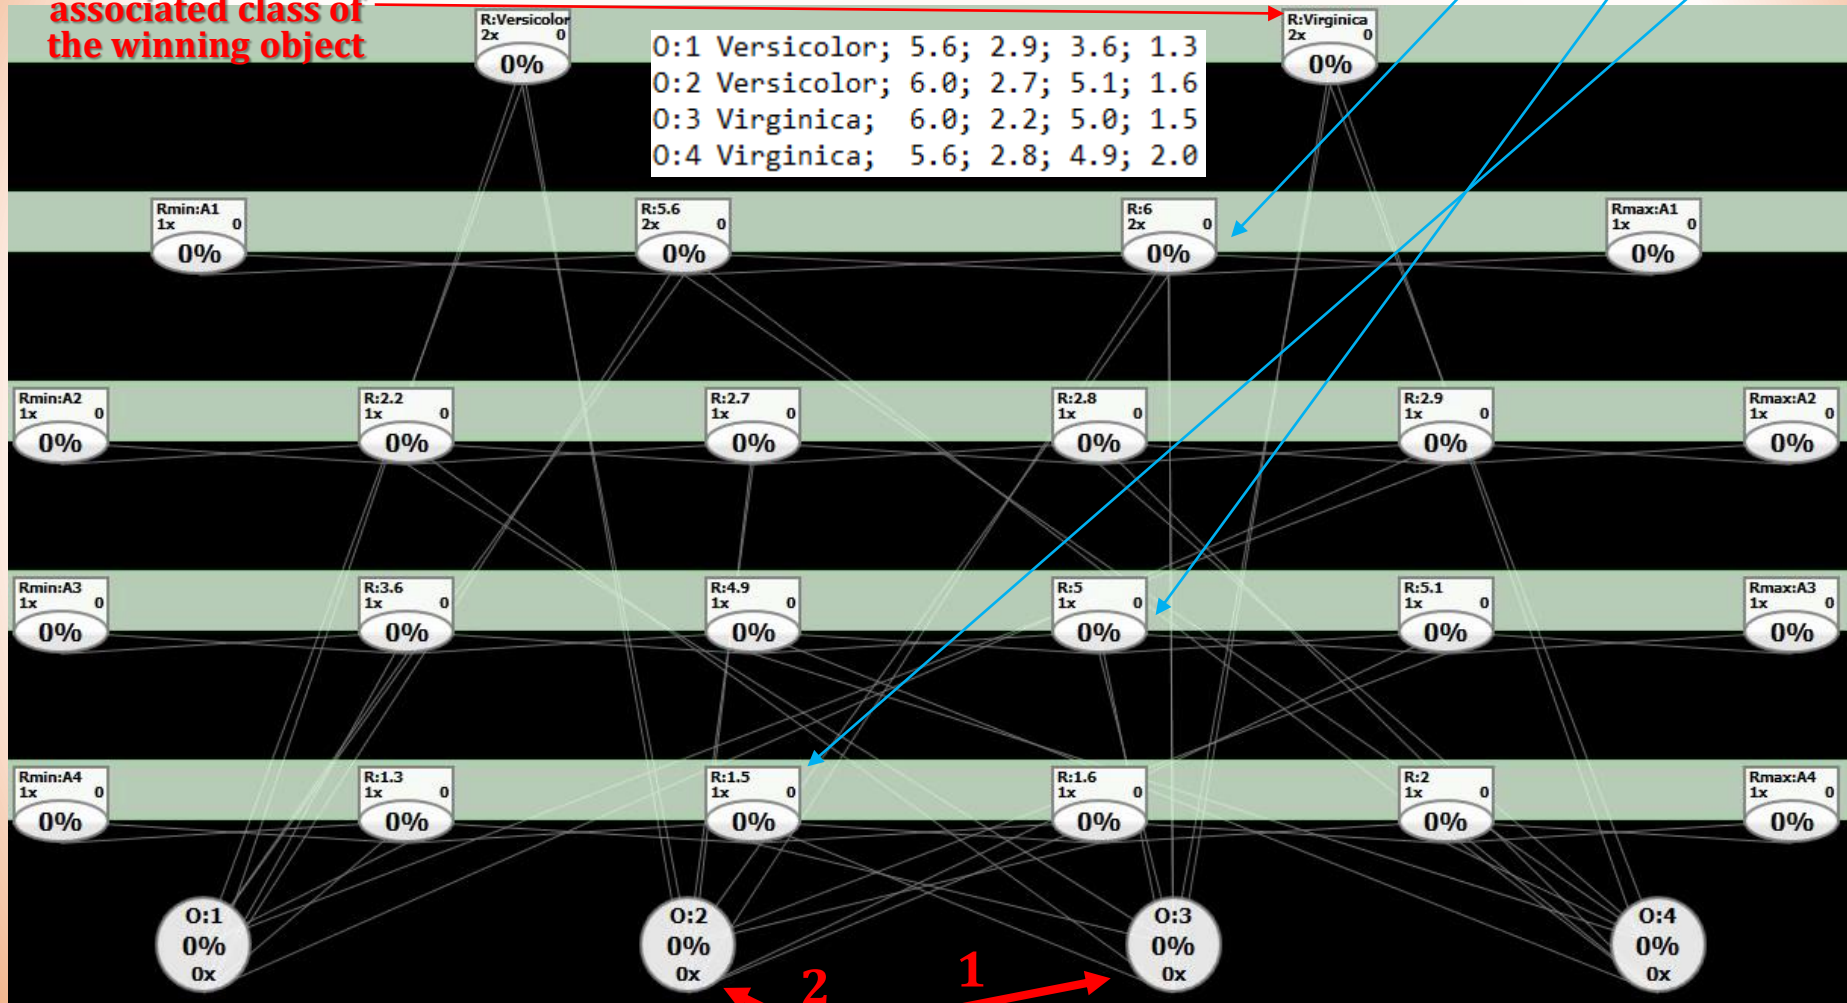 associated class of
the winning object
R:Versicolor
2x 0
0%
R:Virginica
2x 0
0%
O:1 Versicolor; 5.6; 2.9; 3.6; 1.3
O:2 Versicolor; 6.0; 2.7; 5.1; 1.6
O:3 Virginica; 6.0; 2.2; 5.0; 1.5
O:4 Virginica; 5.6; 2.8; 4.9; 2.0
Rmin:A1
1x 0
0%
R:5.6
2x 0
0%
R:6
2x 0
0%
Rmax:A1
1x 0
0%
Rmin:A2
1x 0
0%
R:2.2
1x 0
0%
R:2.7
1x 0
0%
R:2.8
1x 0
0%
R:2.9
1x 0
0%
Rmax:A2
1x 0
0%
Rmin:A3
1x 0
0%
R:3.6
1x 0
0%
R:4.9
1x 0
0%
R:5
1x 0
0%
R:5.1
1x 0
0%
Rmax:A3
1x 0
0%
Rmin:A4
1x 0
0%
R:1.3
1x 0
0%
R:1.5
1x 0
0%
R:1.6
1x 0
0%
R:2
1x 0
0%
Rmax:A4
1x 0
0%
O:1
0%
0x
O:2
0%
0x
O:3
0%
0x
O:4
0%
0x
2
1